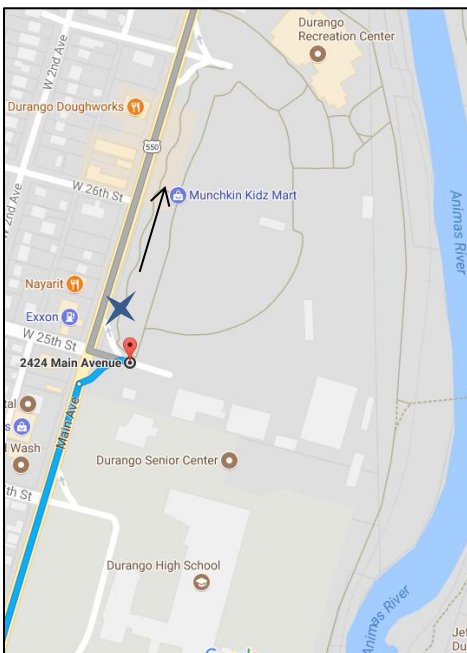 Durango
Recreation Center
W 2nd Ave
Durango Doughworks
550
W 26th St
Munchkin Kidz Mart
Animas River
W 2nd Ave
Nayarit
Exxon
W 25th St
2424 Main Avenue
Main Ave
Wash
Durango Senior Center
th St
Durango High School
Animas River